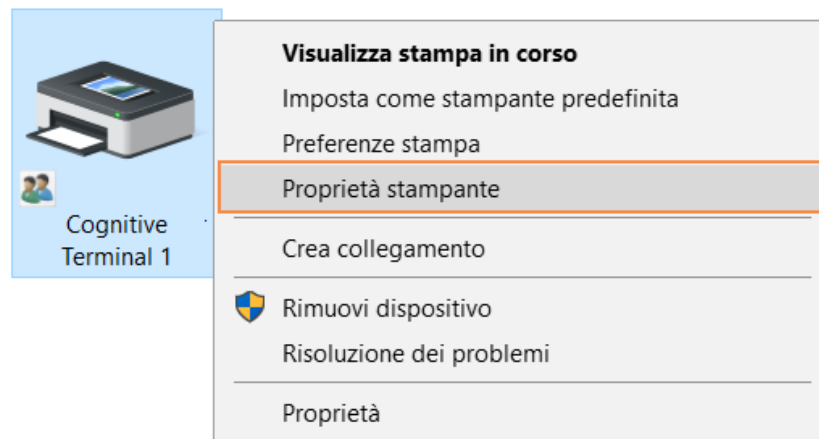 Cognitive
Terminal 1
Visualizza stampa in corso
Imposta come stampante predefinita
Preferenze stampa
Proprietà stampante
Crea collegamento
Rimuovi dispositivo
Risoluzione dei problemi
Proprietà